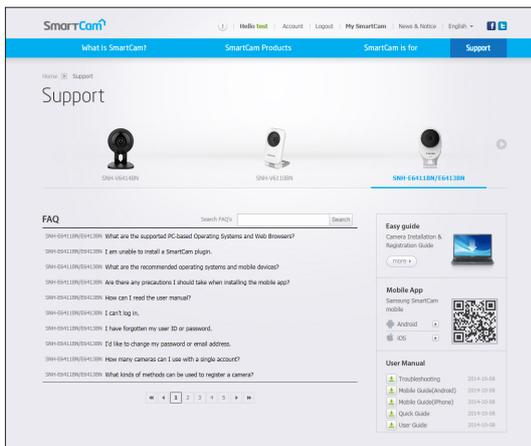 SmarTCam
Hello test Account Logout My SmartCam News & Notice English
What is SmartCam? SmartCam Products SmartCam is for Support
Home Support
Support
SNH-V6414BN SNH-V6110BN SNH-E6411BN/E6413BN
FAQ Search FAQ's Search
SNH-E6411BN/E6413BN What are the supported PC-based Operating Systems and Web Browsers?
SNH-E6411BN/E6413BN I am unable to install a SmartCam plugin.
SNH-E6411BN/E6413BN What are the recommended operating systems and mobile devices?
SNH-E6411BN/E6413BN Are there any precautions I should take when installing the mobile app?
SNH-E6411BN/E6413BN How can I reed the user manual?
SNH-E6411BN/E6413BN I can't log in.
SNH-E6411BN/E6413BN I have forgotten my user ID or password.
SNH-E6411BN/E6413BN I'd like to change my password or email address.
SNH-E6411BN/E6413BN How many cameras can I use with a single account?
SNH-E6411BN/E6413BN What kinds of methods can be used to register a camera?
1 2 3 4 5
Easy guide
Camera Installation &
Registration Guide
more
Mobile App
Samsung SmartCam
mobile
Android
iOS
User Manual
Troubleshooting 2014-10-08
Mobile Guide(Android) 2014-10-08
Mobile Guide(iPhone) 2014-10-08
Quick Guide 2014-10-08
User Guide 2014-10-08